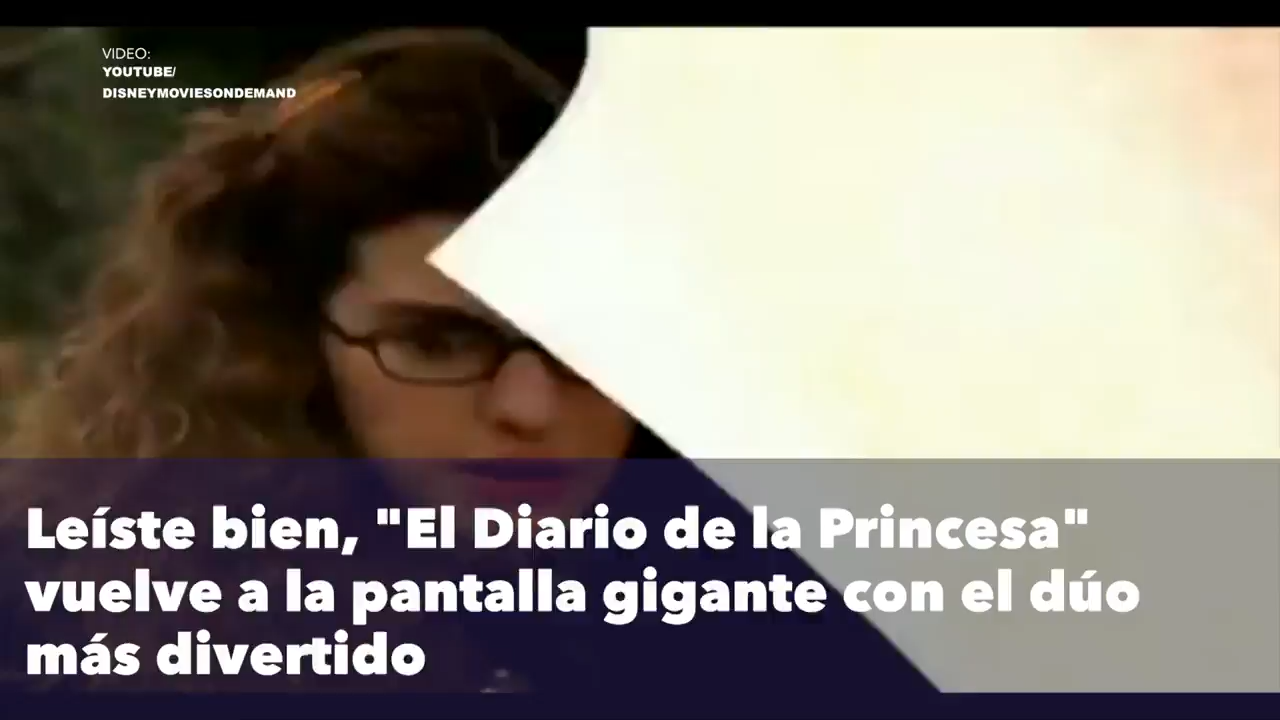 VIDEO:
YOUTUBE/
DISNEYMOVIESONDEMAND
Leíste bien, "El Diario de la Princesa"
vuelve a la pantalla gigante con el dúo
más divertido